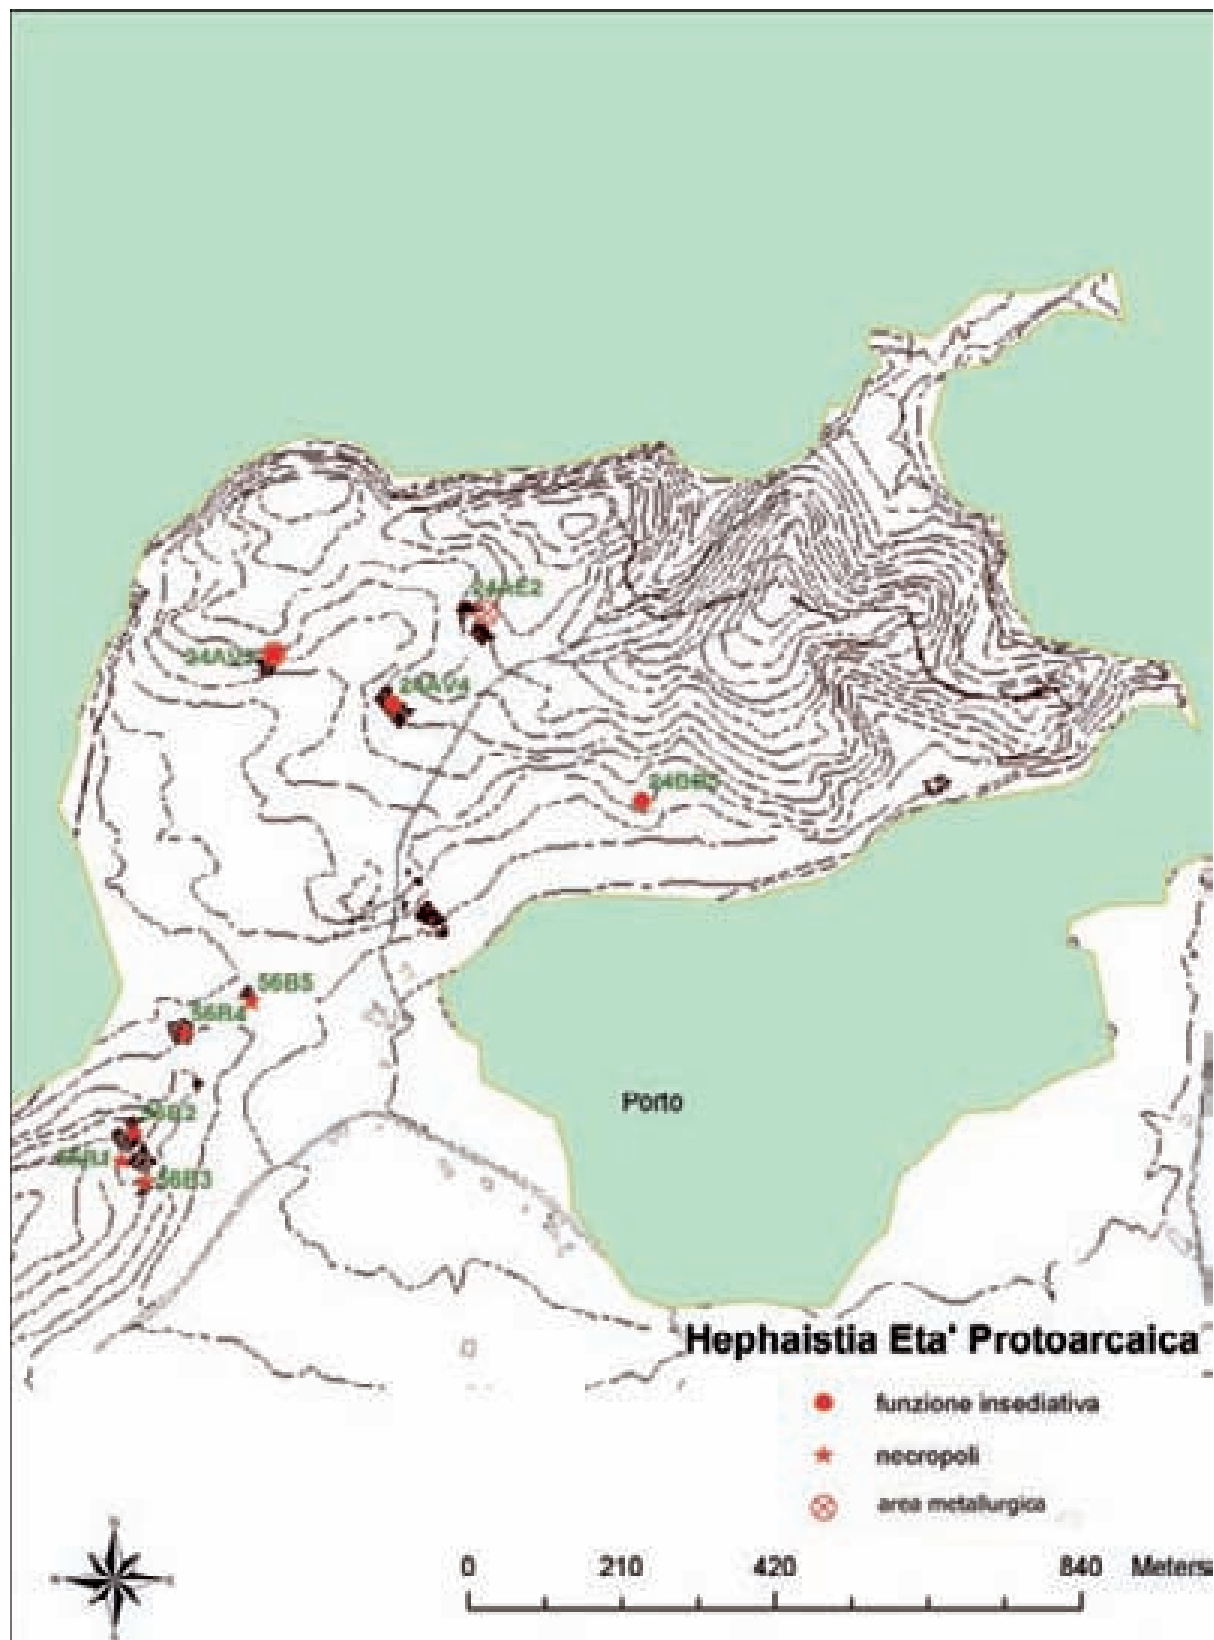 56B5
56B4
56B3
Porto
Hephaistia Eta' Protoarcaica
funzione insediativa
necropoli
area metallurgica
0 210 420 840 Meters